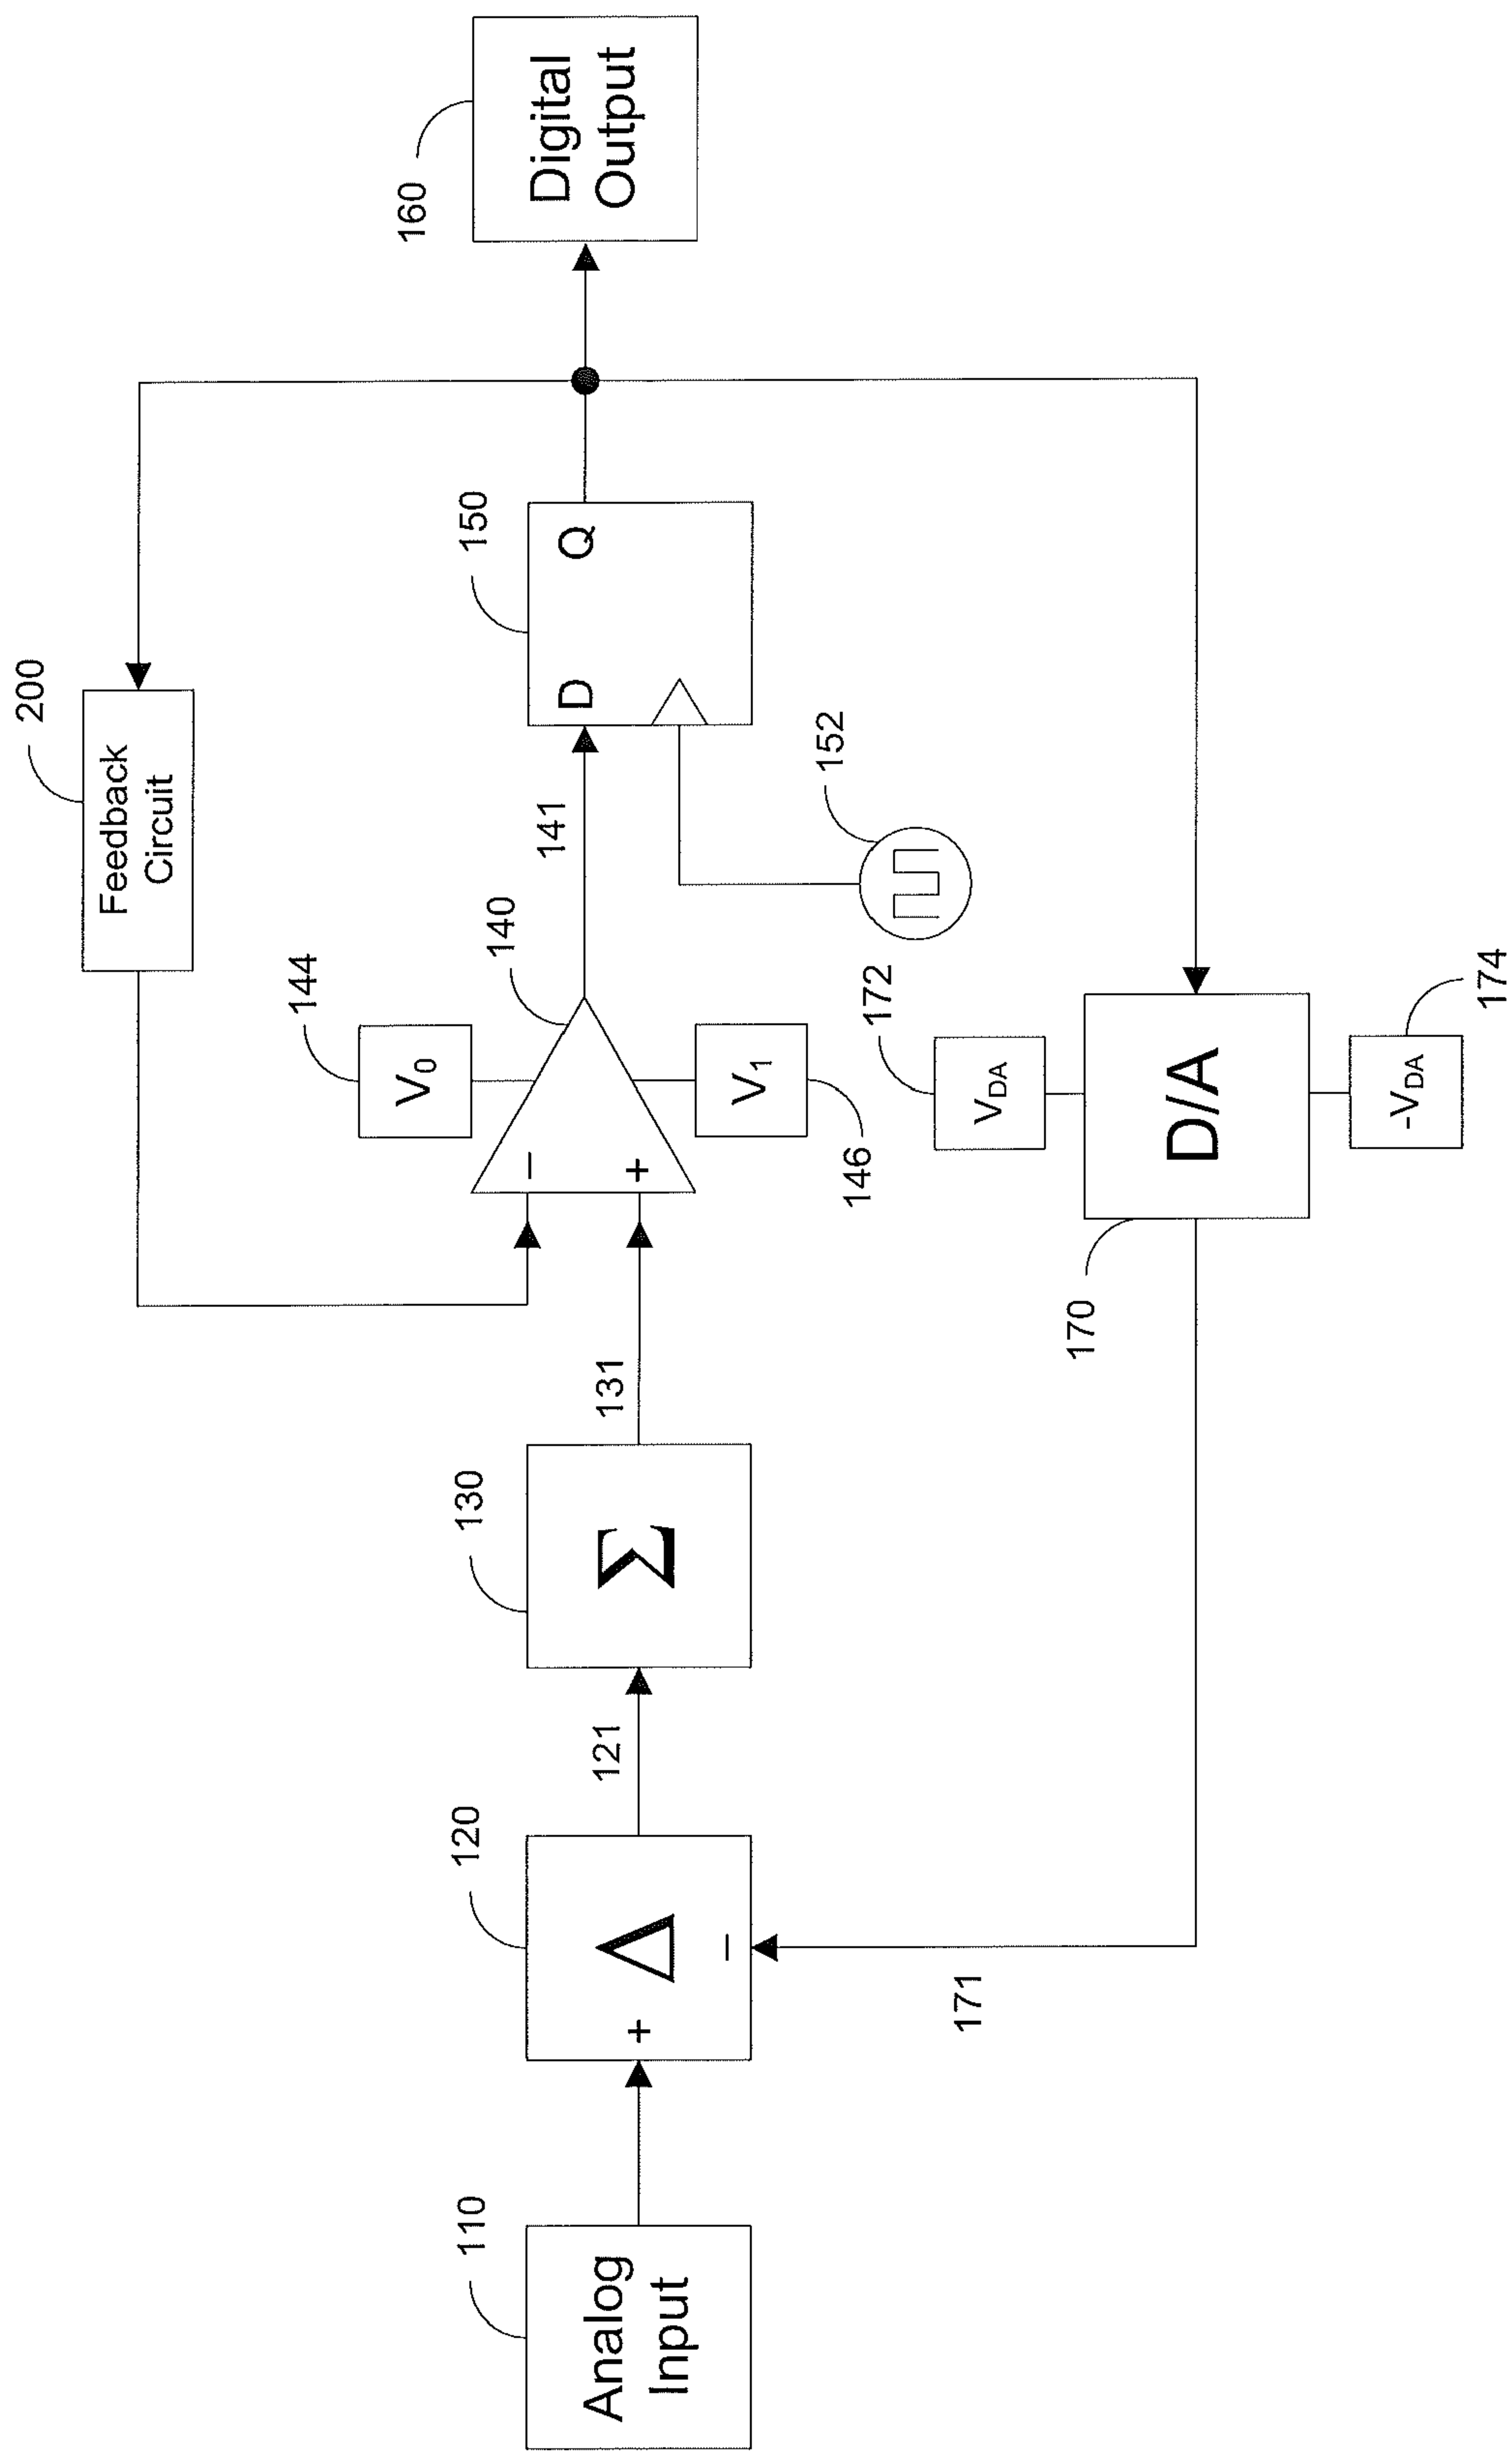 200
Feedback
Circuit
144
V0
140
−
+
V1
146
141
150
D
Q
152
160
Digital
Output
110
Analog
Input
120
+
Δ
−
121
130
Σ
131
171
170
172
VDA
D/A
-VDA
174